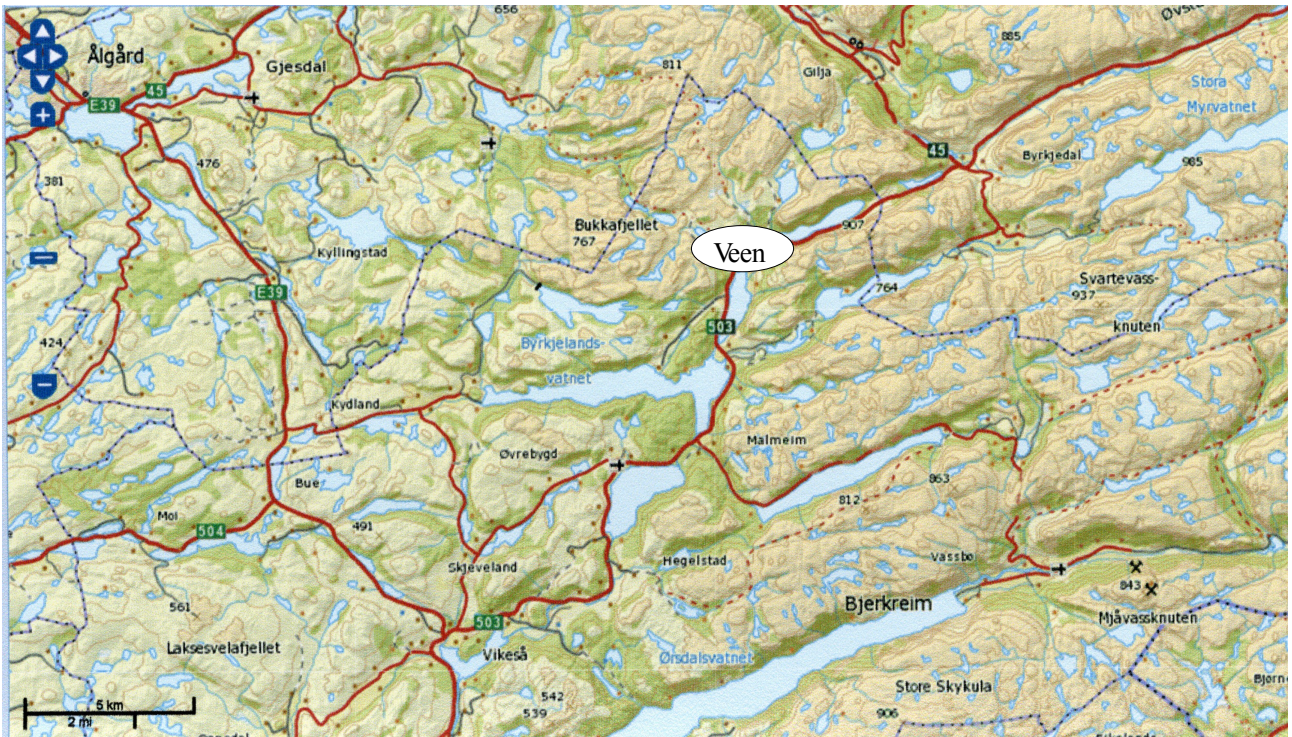 656
Øvst
Ålgård
Gjesdal
885
811
Gilja
Stora
Myrvatnet
E39
45
476
381
45
Byrkjedal
985
Bukkafjellet
767
907
Kyllingstad
Veen
E39
764
Svartevass-
937
knuten
503
424
Byrkjelands-
vatnet
Kydland
Øvrebygd
Malmeim
Bue
863
812
Moi
491
504
Skjeveland
Hegelstad
Vassbø
843
561
Bjerkreim
503
Mjåvassknuten
Laksesvelafjellet
Vikeså
Ørsdalsvatnet
Store Skykula
Bjørn
542
539
906
5 km
2 mi